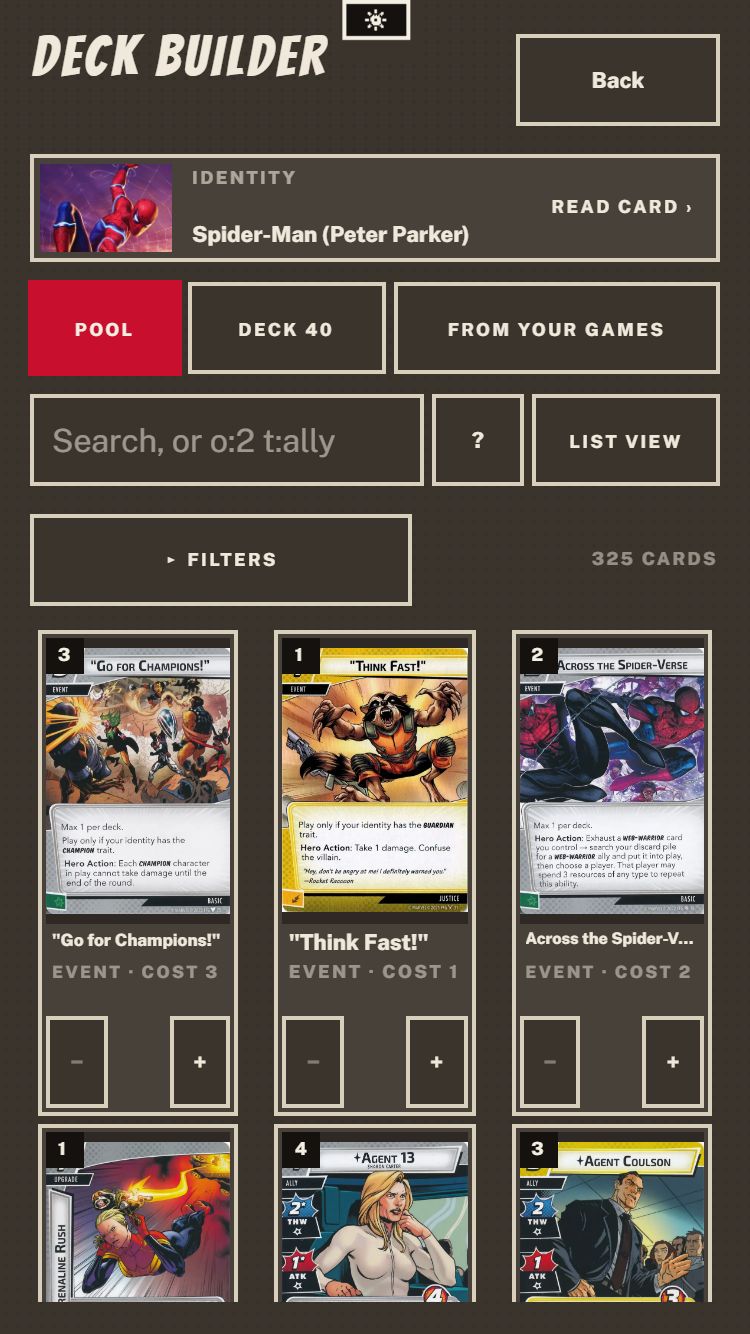 DECK BUILDER
Back
IDENTITY
Spider-Man (Peter Parker)
READ CARD ›
POOL
DECK 40
FROM YOUR GAMES
Search, or o:2 t:ally
?
LIST VIEW
▸ FILTERS
325 CARDS
3
"GO FOR CHAMPIONS!"
EVENT
Max 1 per deck.
Play only if your identity has the
CHAMPION trait.
Hero Action: Each CHAMPION character
in play cannot take damage until the
end of the round.
BASIC
"Go for Champions!"
EVENT · COST 3
−
+
1
"THINK FAST!"
EVENT
Play only if your identity has the GUARDIAN
trait.
Hero Action: Take 1 damage. Confuse
the villain.
"Hey, don't be angry at me! I definitely warned you."
—Rocket Raccoon
JUSTICE
"Think Fast!"
EVENT · COST 1
−
+
2
ACROSS THE SPIDER-VERSE
EVENT
Max 1 per deck.
Hero Action: Exhaust a WEB-WARRIOR card
you control → search your discard pile
for a WEB-WARRIOR ally and put it into play,
then choose a player. That player may
spend 3 resources of any type to repeat
this ability.
BASIC
Across the Spider-V...
EVENT · COST 2
−
+
1
UPGRADE
RENALINE RUSH
4
AGENT 13
SHARON CARTER
ALLY
2
THW
1
ATK
4
3
AGENT COULSON
ALLY
2
THW
1
ATK
3